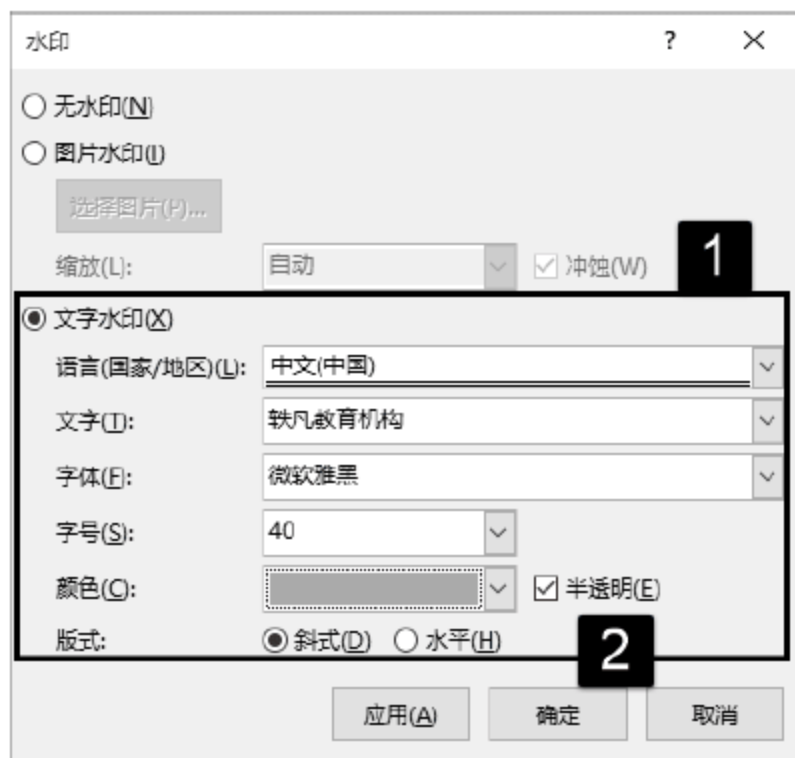 水印 ?
无水印(N)
图片水印(I)
选择图片(P)...
缩放(L): 自动 冲蚀(W)
1
文字水印(X)
语言(国家/地区)(L): 中文(中国)
文字(T): 轶凡教育机构
字体(F): 微软雅黑
字号(S): 40
颜色(C): 半透明(E)
版式: 斜式(D) 水平(H)
2
应用(A) 确定 取消